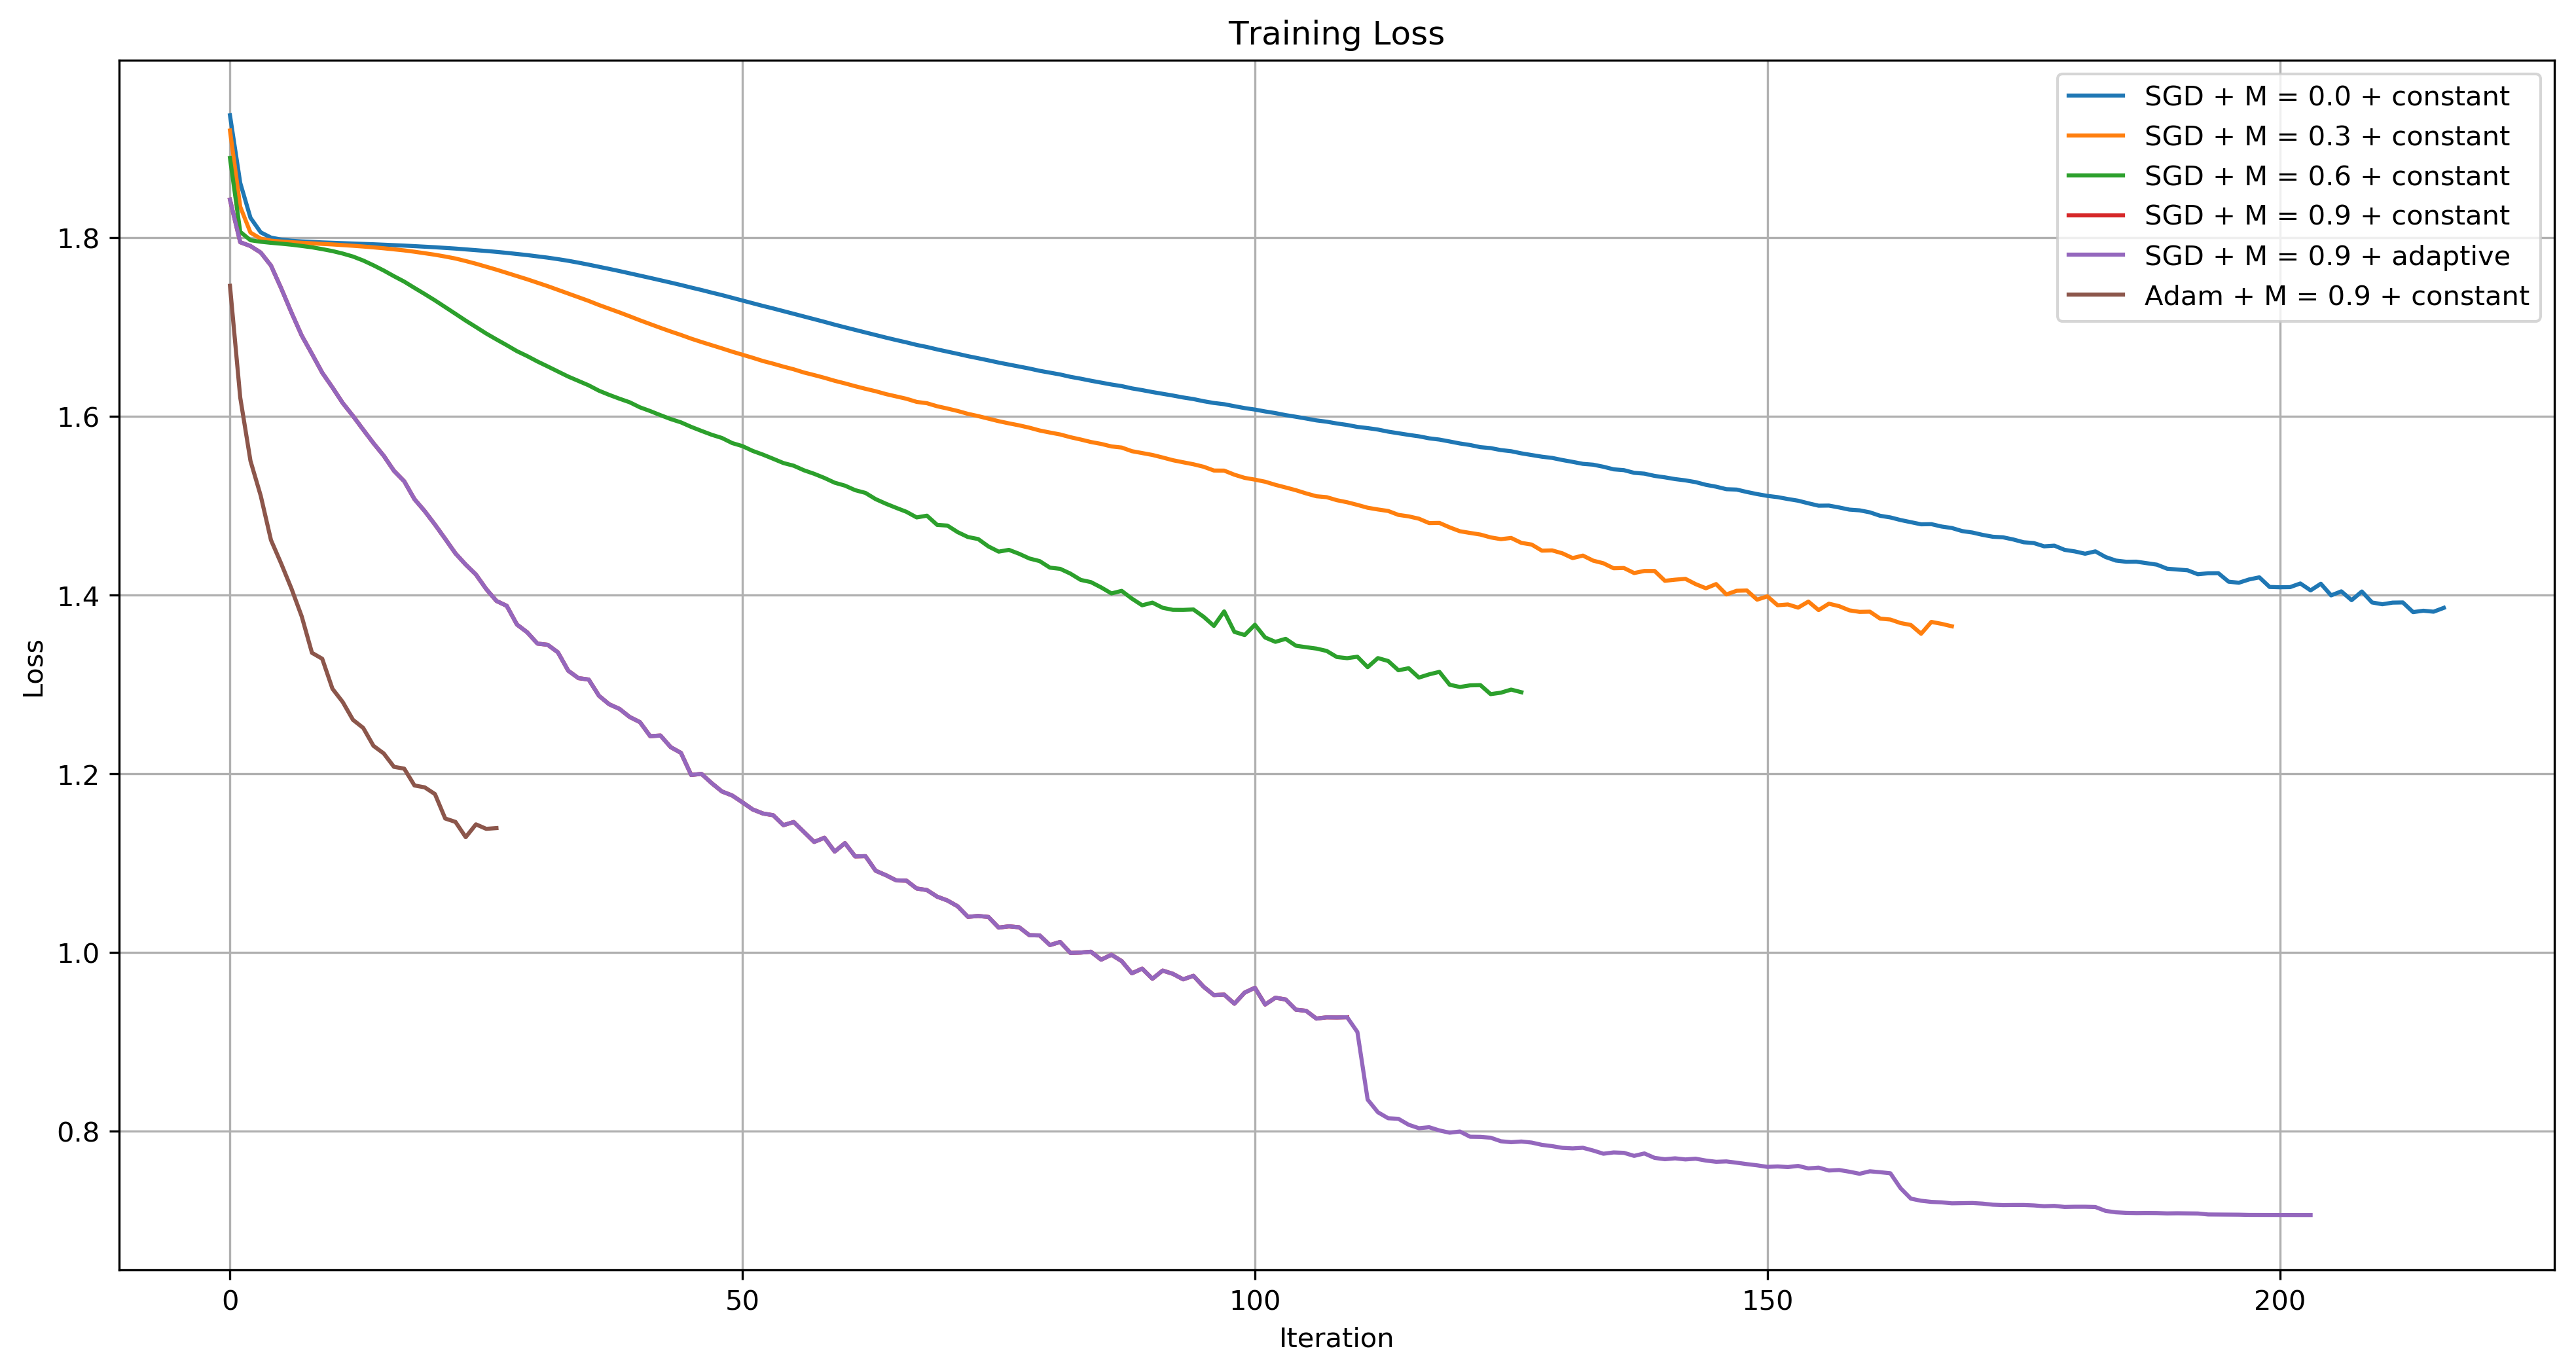 Training Loss
SGD + M = 0.0 + constant
SGD + M = 0.3 + constant
SGD + M = 0.6 + constant
SGD + M = 0.9 + constant
SGD + M = 0.9 + adaptive
Adam + M = 0.9 + constant
1.8
1.6
1.4
1.2
1.0
0.8
Loss
0 50 100 150 200
Iteration